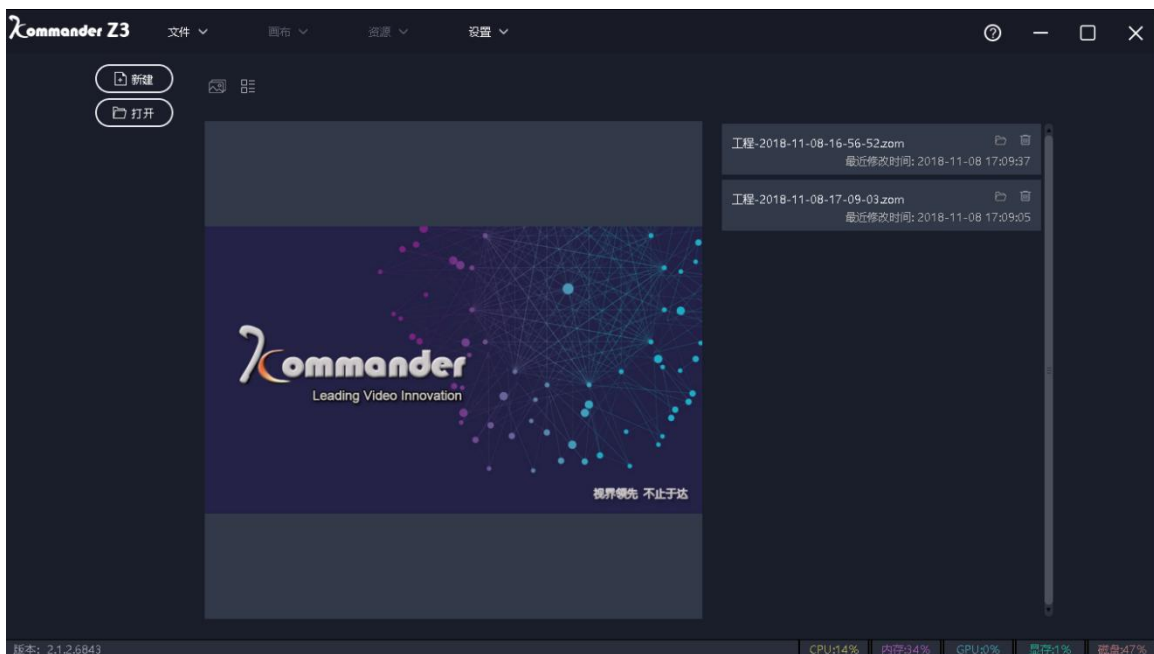 Kommander Z3 文件 画布 资源 设置
新建
打开
工程-2018-11-08-16-56-52.zom
最近修改时间: 2018-11-08 17:09:37
工程-2018-11-08-17-09-03.zom
最近修改时间: 2018-11-08 17:09:05
Kommander
Leading Video Innovation
视界领先 不止于达
版本: 2.1.2.6843 CPU:14% 内存:34% GPU:0% 显存:1% 磁盘:47%